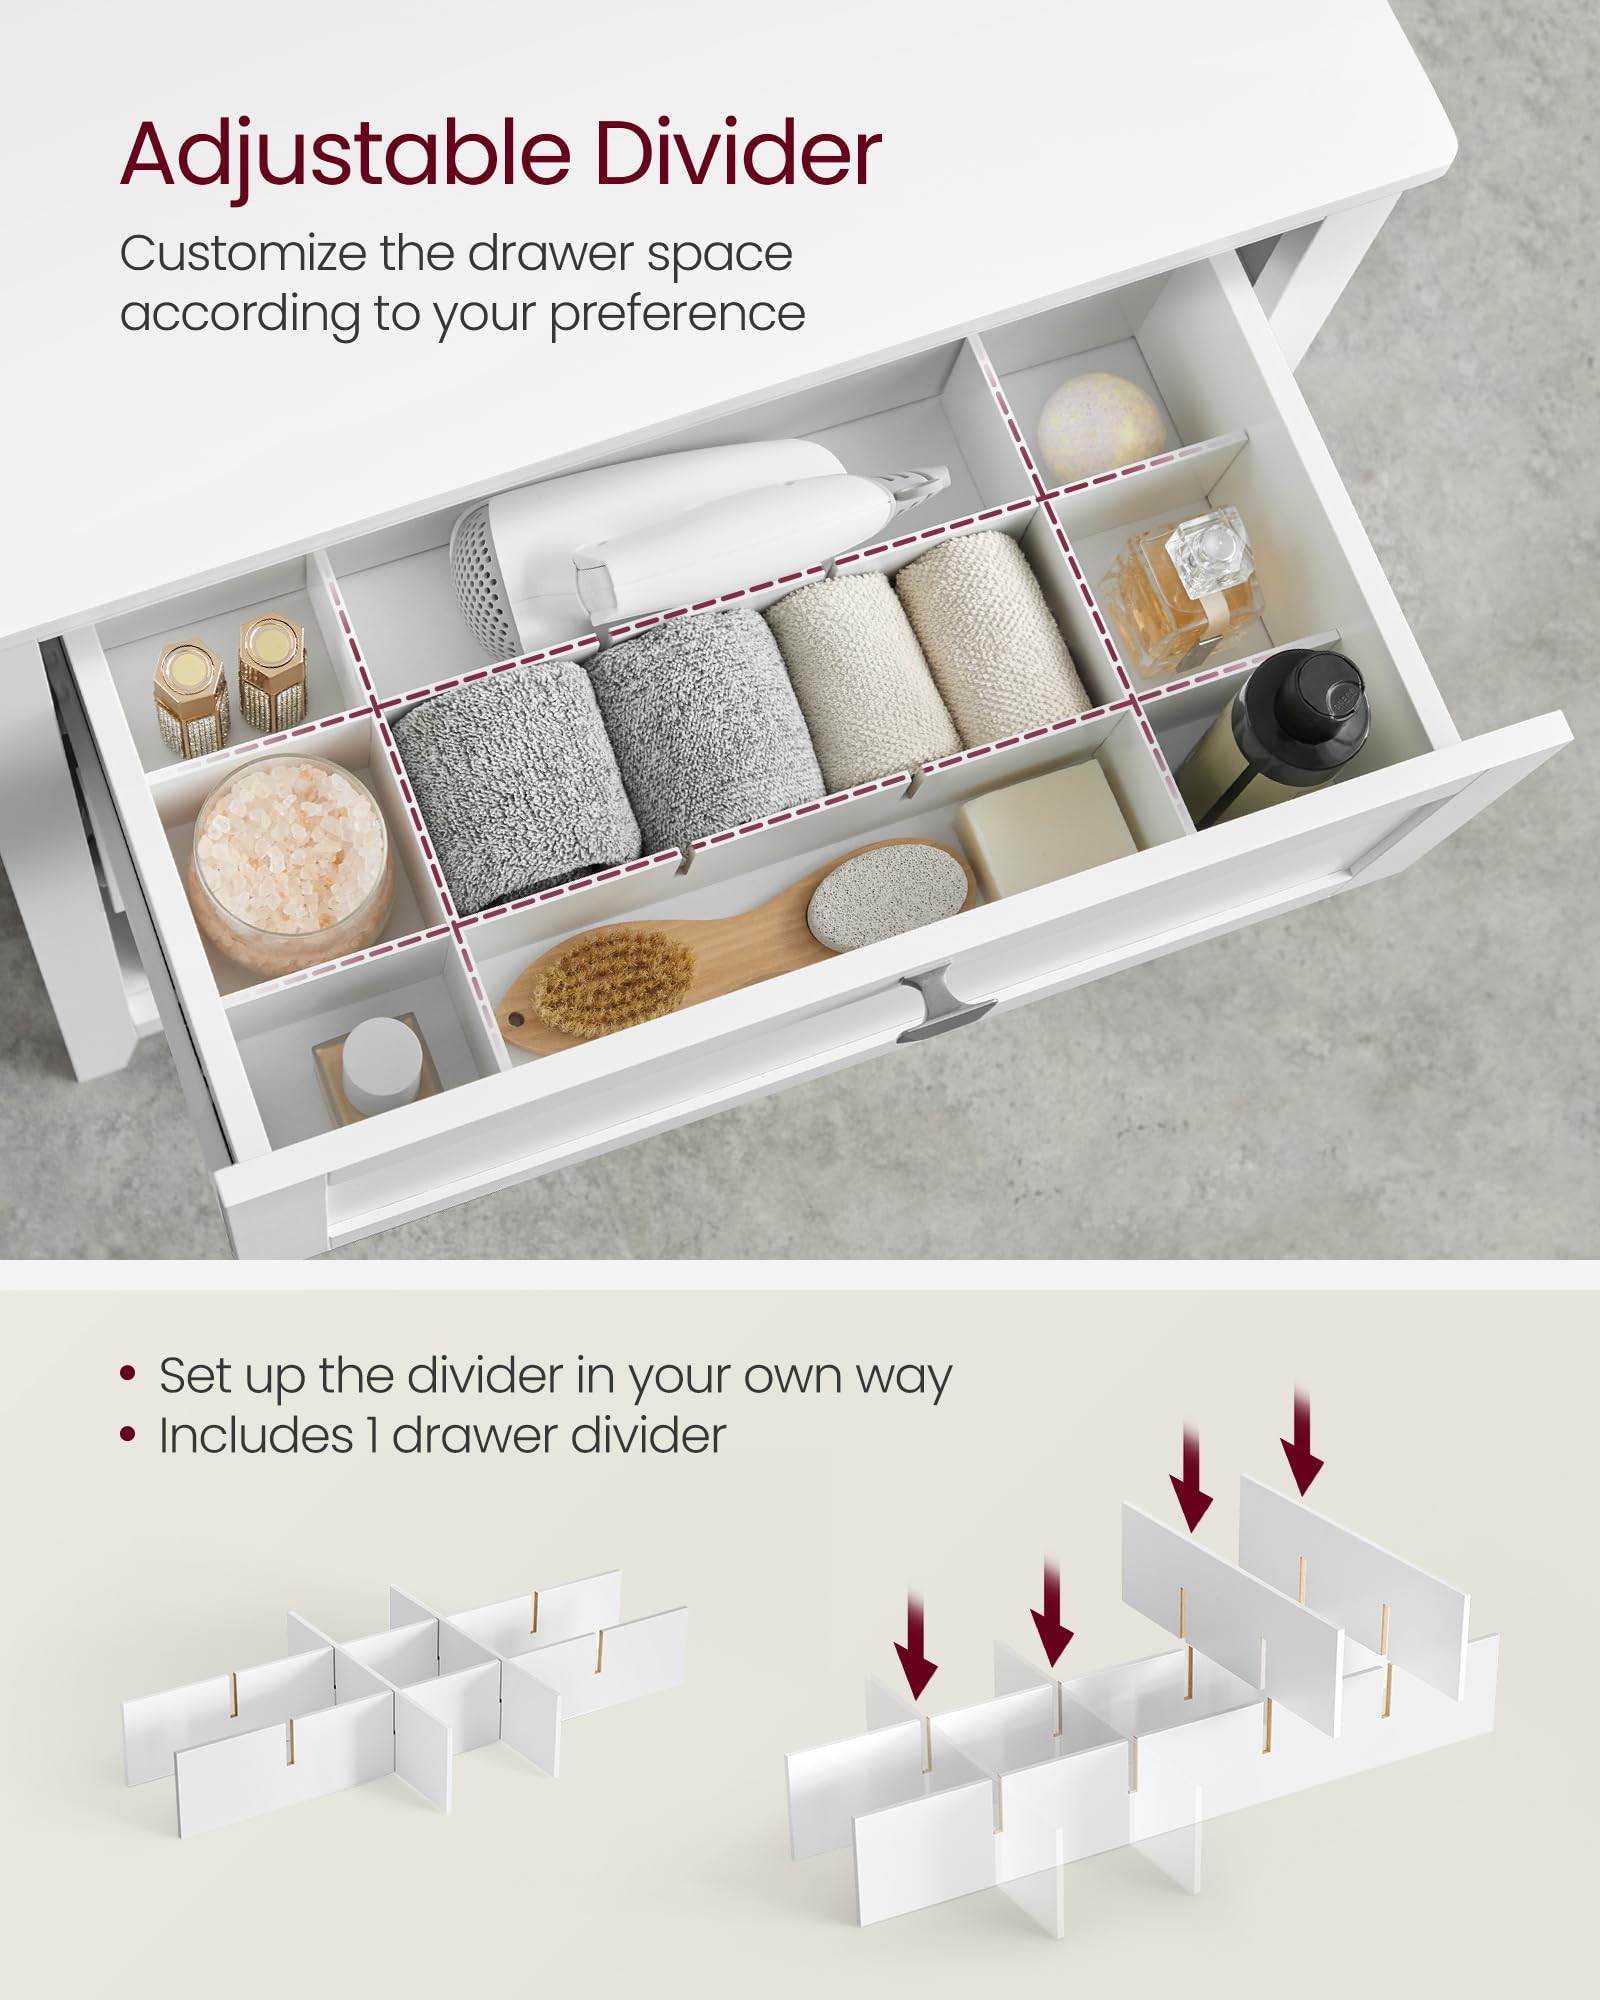 Adjustable Divider
Customize the drawer space
according to your preference
• Set up the divider in your own way
• Includes 1 drawer divider